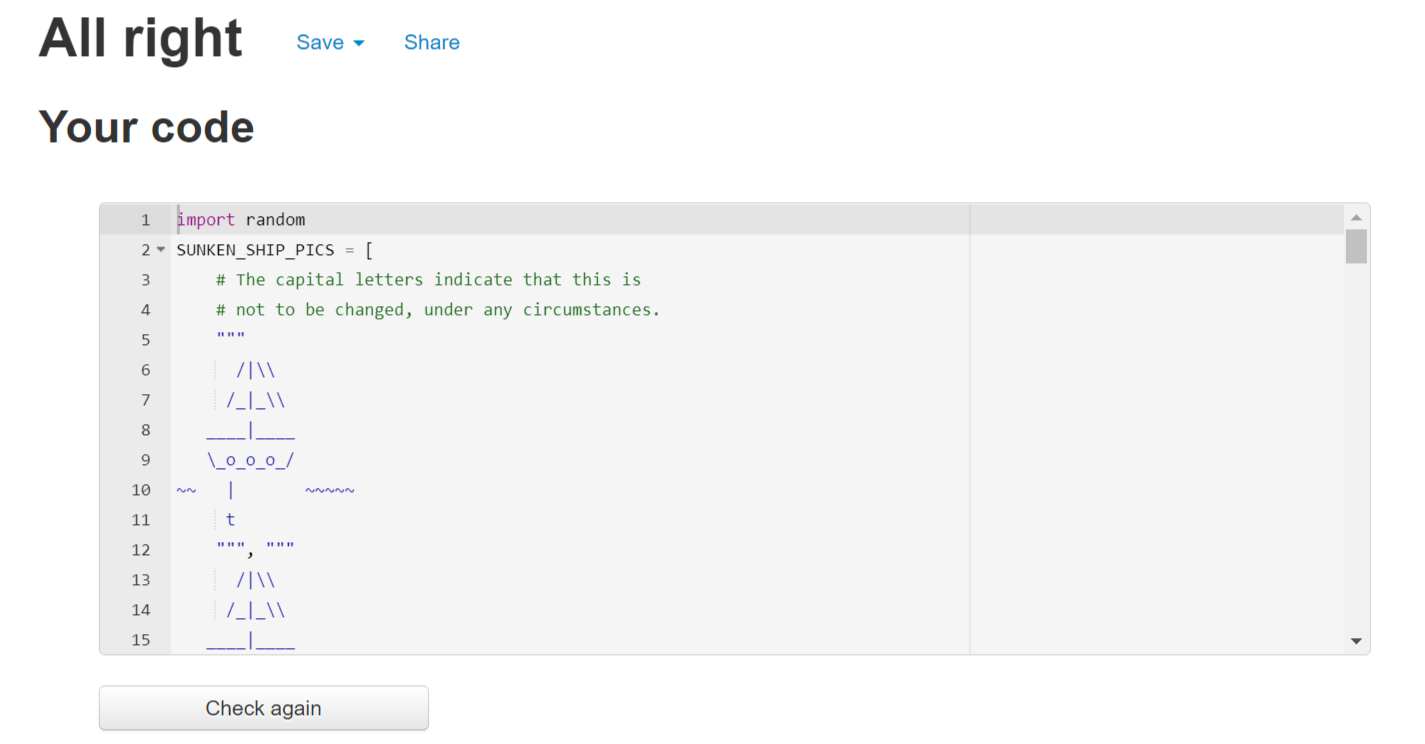 All right Save Share
Your code
1 import random
2 SUNKEN_SHIP_PICS = [
3     # The capital letters indicate that this is
4     # not to be changed, under any circumstances.
5     """
6       /|\\
7      /_|_\\
8    ____|____
9    \_o_o_o_/
10 ~~   |       ~~~~~
11      t
12     """, """
13       /|\\
14      /_|_\\
15    ____|____
Check again